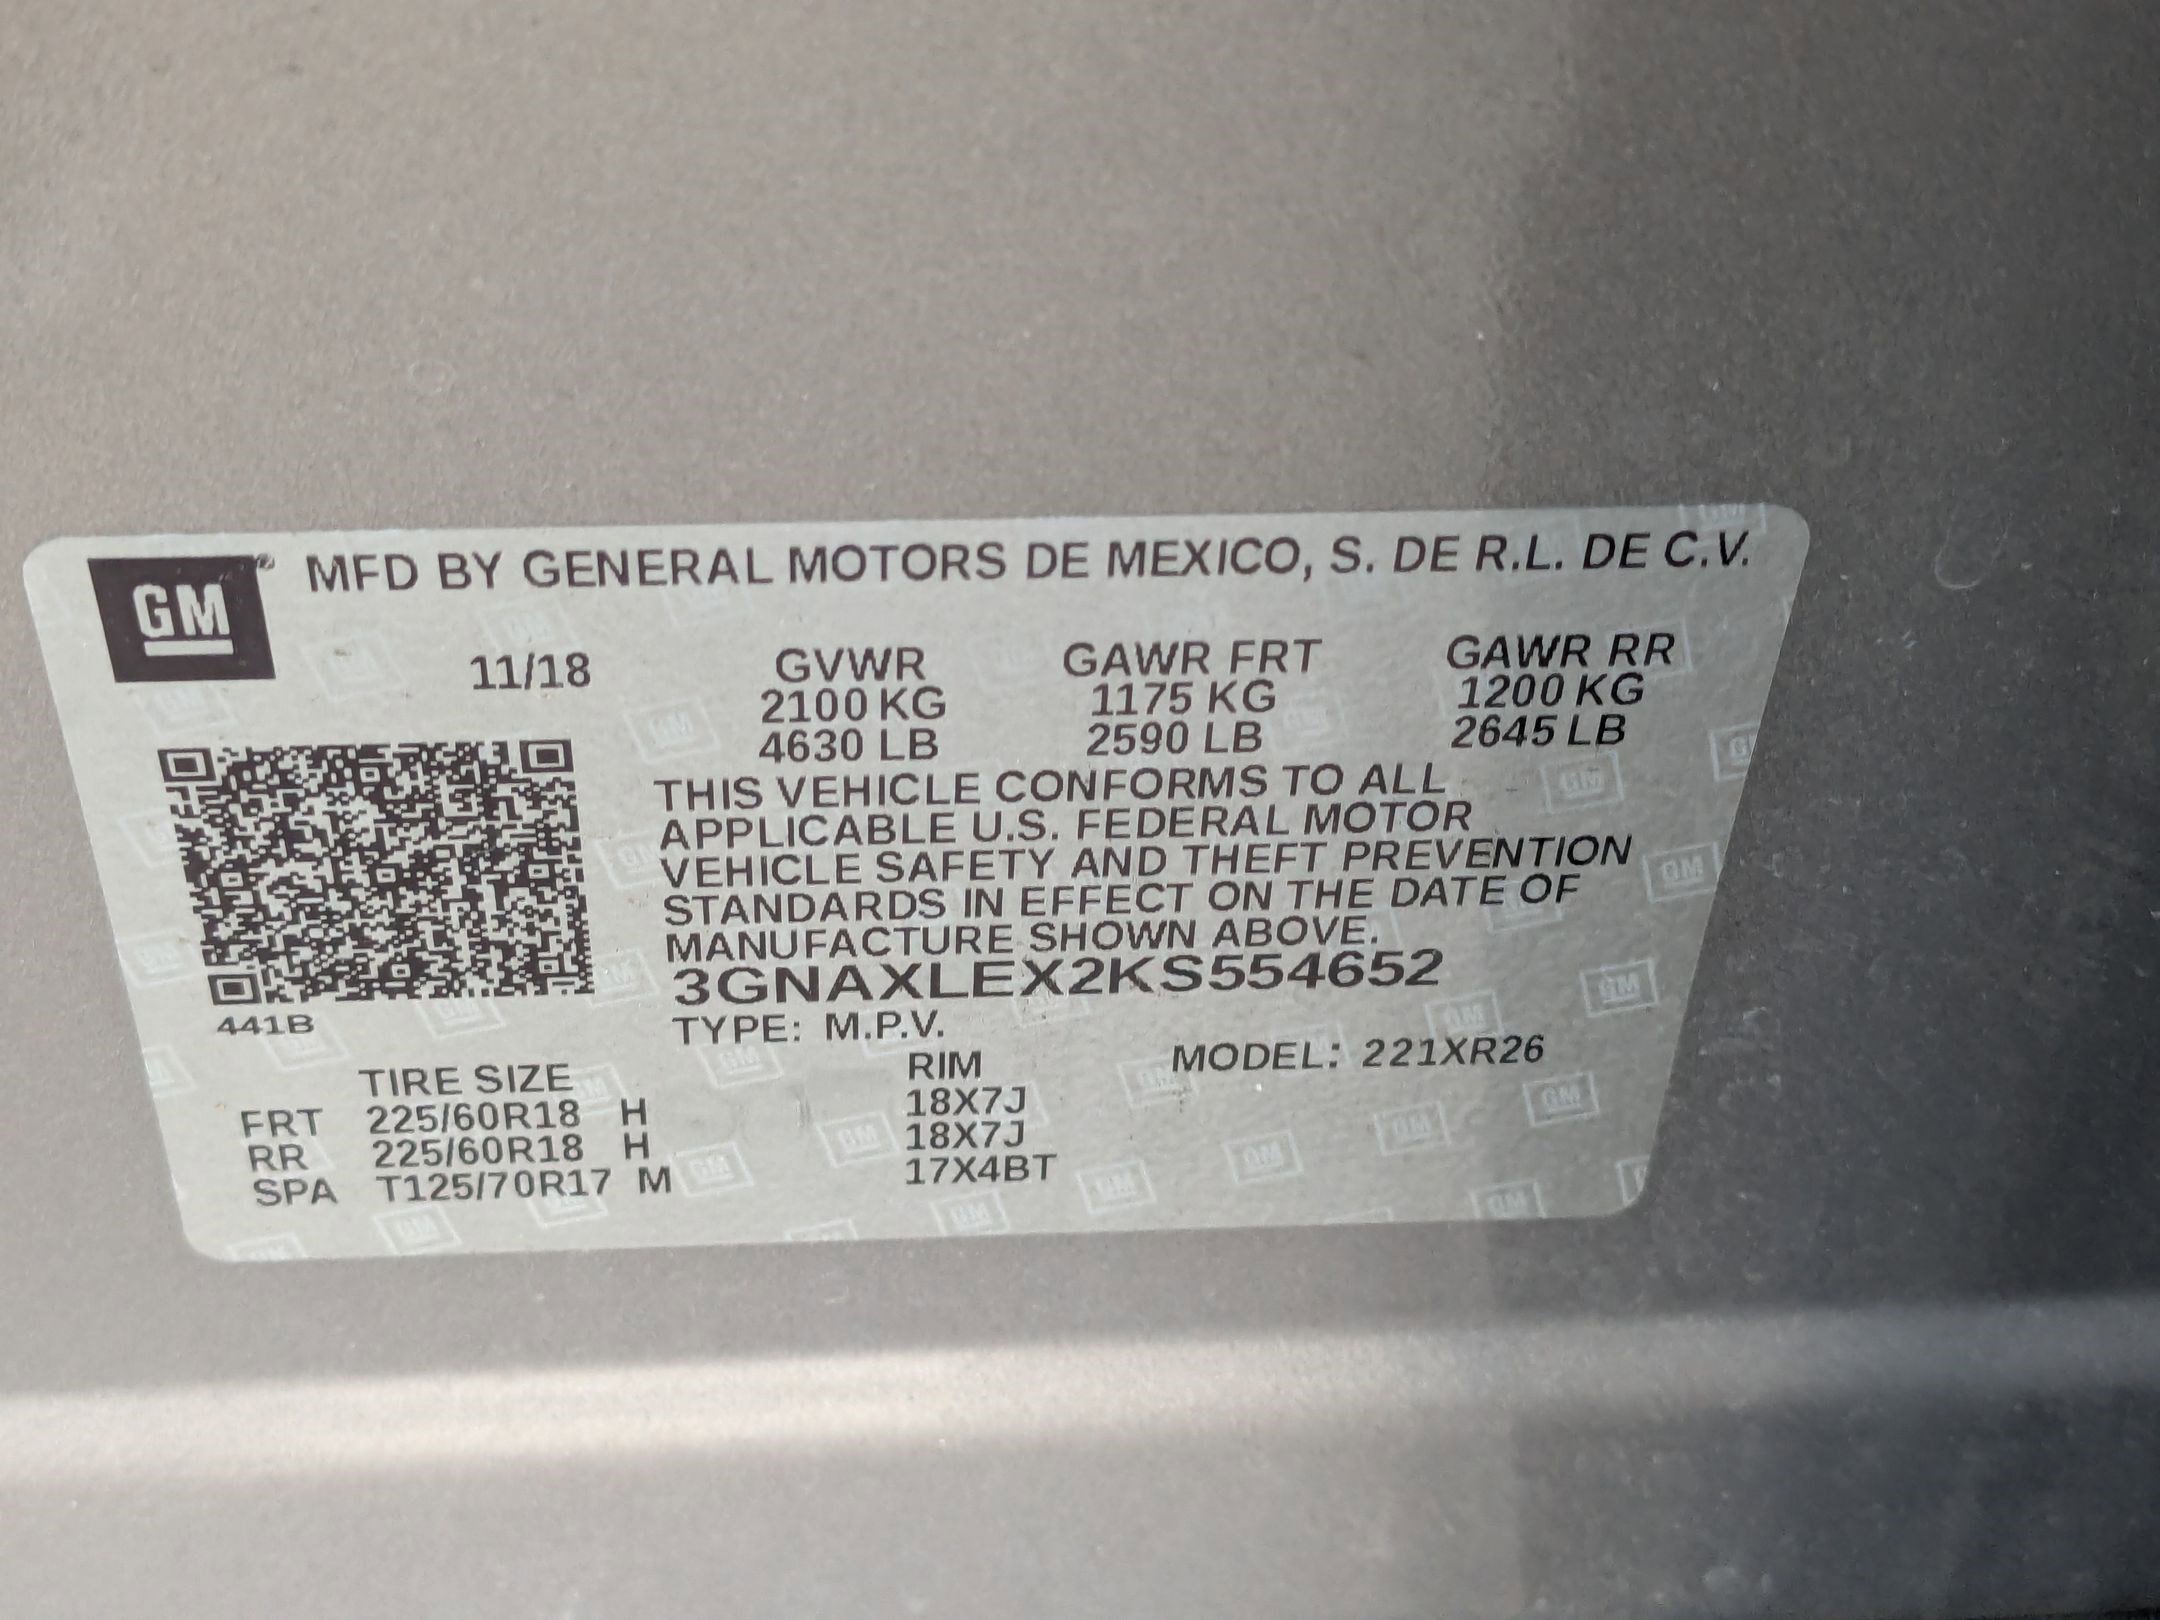 GM ® MFD BY GENERAL MOTORS DE MEXICO, S. DE R.L. DE C.V.
11/18 GVWR GAWR FRT GAWR RR
2100 KG 1175 KG 1200 KG
4630 LB 2590 LB 2645 LB
THIS VEHICLE CONFORMS TO ALL
APPLICABLE U.S. FEDERAL MOTOR
VEHICLE SAFETY AND THEFT PREVENTION
STANDARDS IN EFFECT ON THE DATE OF
MANUFACTURE SHOWN ABOVE.
3GNAXLEX2KS554652
441B
TYPE: M.P.V.
TIRE SIZE RIM MODEL: 221XR26
FRT 225/60R18 H 18X7J
RR 225/60R18 H 18X7J
SPA T125/70R17 M 17X4BT